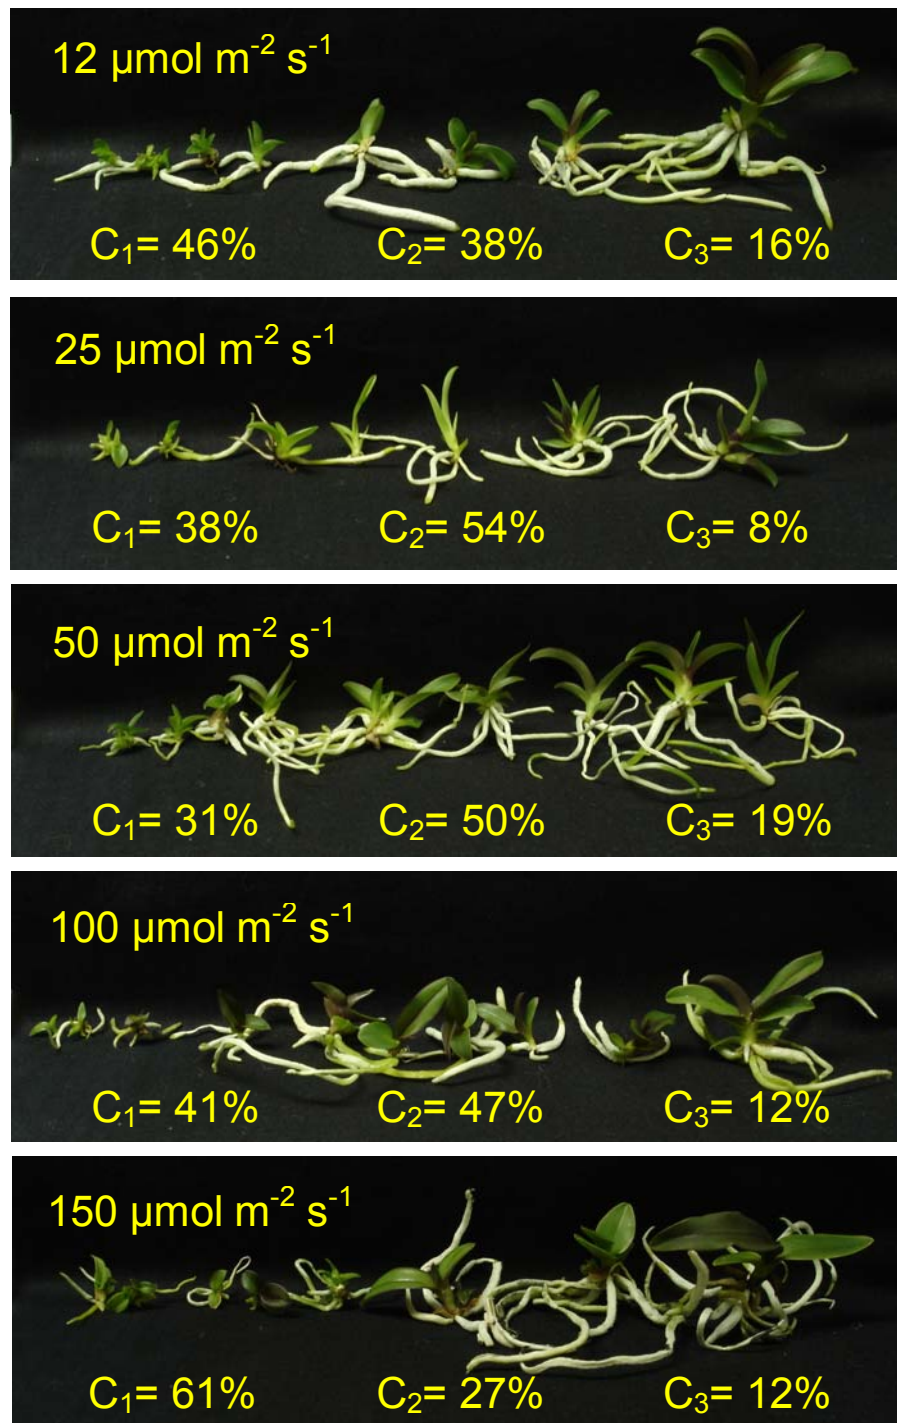 12 µmol m⁻² s⁻¹
C₁= 46% C₂= 38% C₃= 16%
25 µmol m⁻² s⁻¹
C₁= 38% C₂= 54% C₃= 8%
50 µmol m⁻² s⁻¹
C₁= 31% C₂= 50% C₃= 19%
100 µmol m⁻² s⁻¹
C₁= 41% C₂= 47% C₃= 12%
150 µmol m⁻² s⁻¹
C₁= 61% C₂= 27% C₃= 12%